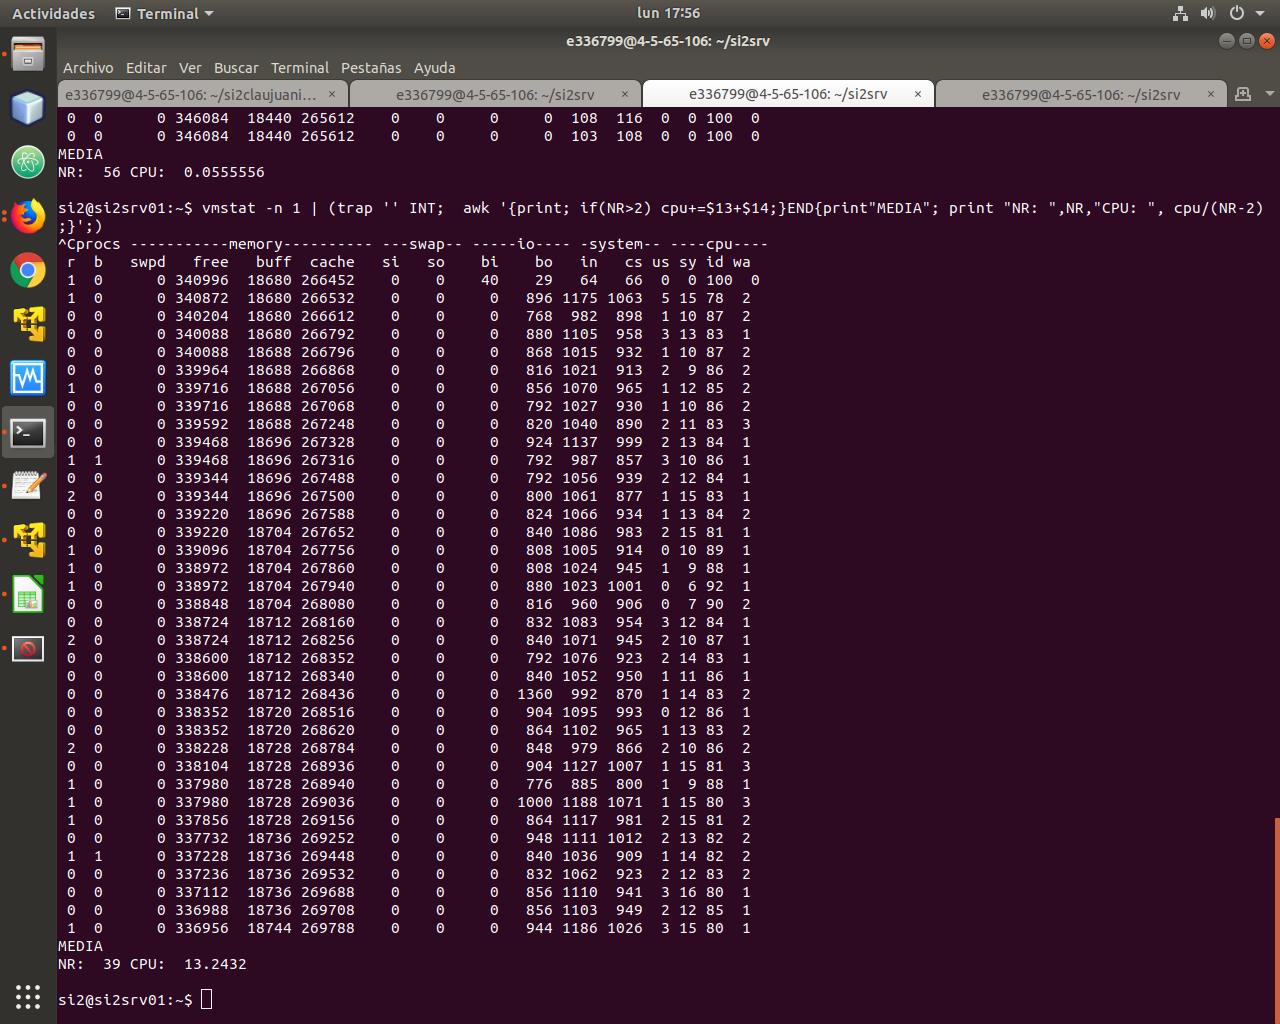 Actividades Terminal lun 17:56
e336799@4-5-65-106: ~/si2srv
Archivo Editar Ver Buscar Terminal Pestañas Ayuda
e336799@4-5-65-106: ~/si2claujuani... × e336799@4-5-65-106: ~/si2srv × e336799@4-5-65-106: ~/si2srv × e336799@4-5-65-106: ~/si2srv ×
0 0 0 346084 18440 265612 0 0 0 0 108 116 0 0 100 0
0 0 0 346084 18440 265612 0 0 0 0 103 108 0 0 100 0
MEDIA
NR: 56 CPU: 0.0555556
si2@si2srv01:~$ vmstat -n 1 | (trap '' INT; awk '{print; if(NR>2) cpu+=$13+$14;}END{print"MEDIA"; print "NR: ",NR,"CPU: ", cpu/(NR-2)
;}';)
^Cprocs -----------memory---------- ---swap-- -----io---- -system-- ----cpu----
r b swpd free buff cache si so bi bo in cs us sy id wa
1 0 0 340996 18680 266452 0 0 40 29 64 66 0 0 100 0
1 0 0 340872 18680 266532 0 0 0 896 1175 1063 5 15 78 2
0 0 0 340204 18680 266612 0 0 0 768 982 898 1 10 87 2
0 0 0 340088 18680 266792 0 0 0 880 1105 958 3 13 83 1
0 0 0 340088 18688 266796 0 0 0 868 1015 932 1 10 87 2
0 0 0 339964 18688 266868 0 0 0 816 1021 913 2 9 86 2
1 0 0 339716 18688 267056 0 0 0 856 1070 965 1 12 85 2
0 0 0 339716 18688 267068 0 0 0 792 1027 930 1 10 86 2
0 0 0 339592 18688 267248 0 0 0 820 1040 890 2 11 83 3
0 0 0 339468 18696 267328 0 0 0 924 1137 999 2 13 84 1
1 1 0 339468 18696 267316 0 0 0 792 987 857 3 10 86 1
0 0 0 339344 18696 267488 0 0 0 792 1056 939 2 12 84 1
2 0 0 339344 18696 267500 0 0 0 800 1061 877 1 15 83 1
0 0 0 339220 18696 267588 0 0 0 824 1066 934 1 13 84 2
0 0 0 339220 18704 267652 0 0 0 840 1086 983 2 15 81 1
1 0 0 339096 18704 267756 0 0 0 808 1005 914 0 10 89 1
1 0 0 338972 18704 267860 0 0 0 808 1024 945 1 9 88 1
1 0 0 338972 18704 267940 0 0 0 880 1023 1001 0 6 92 1
0 0 0 338848 18704 268080 0 0 0 816 960 906 0 7 90 2
0 0 0 338724 18712 268160 0 0 0 832 1083 954 3 12 84 1
2 0 0 338724 18712 268256 0 0 0 840 1071 945 2 10 87 1
0 0 0 338600 18712 268352 0 0 0 792 1076 923 2 14 83 1
0 0 0 338600 18712 268340 0 0 0 840 1052 950 1 11 86 1
0 0 0 338476 18712 268436 0 0 0 1360 992 870 1 14 83 2
0 0 0 338352 18720 268516 0 0 0 904 1095 993 0 12 86 1
0 0 0 338352 18720 268620 0 0 0 864 1102 965 1 13 83 2
2 0 0 338228 18728 268784 0 0 0 848 979 866 2 10 86 2
0 0 0 338104 18728 268936 0 0 0 904 1127 1007 1 15 81 3
1 0 0 337980 18728 268940 0 0 0 776 885 800 1 9 88 1
1 0 0 337980 18728 269036 0 0 0 1000 1188 1071 1 15 80 3
1 0 0 337856 18728 269156 0 0 0 864 1117 981 2 15 81 2
0 0 0 337732 18736 269252 0 0 0 948 1111 1012 2 13 82 2
1 1 0 337228 18736 269448 0 0 0 840 1036 909 1 14 82 2
0 0 0 337236 18736 269532 0 0 0 832 1062 923 2 12 83 2
0 0 0 337112 18736 269688 0 0 0 856 1110 941 3 16 80 1
0 0 0 336988 18736 269708 0 0 0 856 1103 949 2 12 85 1
1 0 0 336956 18744 269788 0 0 0 944 1186 1026 3 15 80 1
MEDIA
NR: 39 CPU: 13.2432
si2@si2srv01:~$